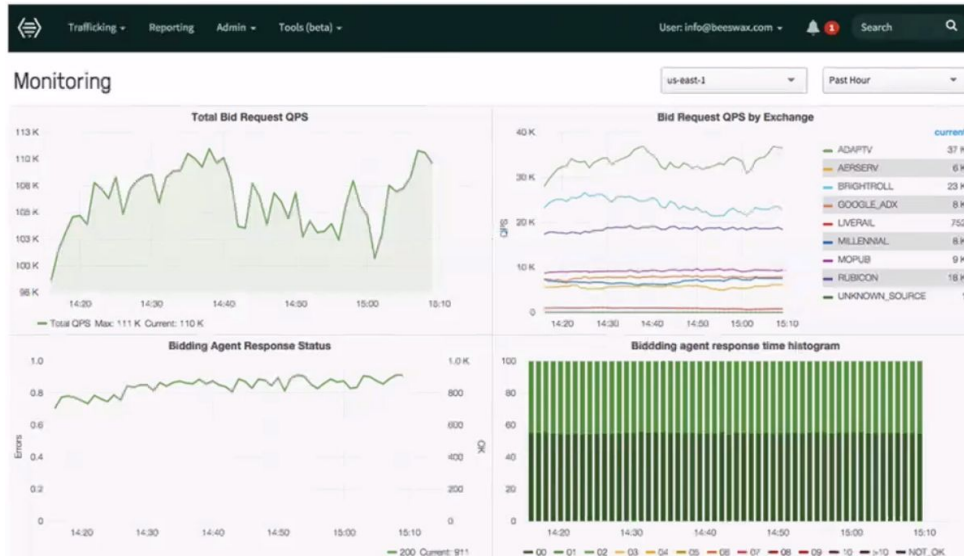 Trafficking Reporting Admin Tools (beta) User: info@beeswax.com 1 Search
Monitoring
us-east-1 Past Hour
Total Bid Request QPS
113 K
110 K
108 K
105 K
103 K
100 K
98 K
14:20 14:30 14:40 14:50 15:00 15:10
Total QPS Max: 111 K Current: 110 K
Bid Request QPS by Exchange
40 K
30 K
20 K
10 K
0
QPS
14:20 14:30 14:40 14:50 15:00 15:10
current
ADAPTV 37 K
AERSERV 6 K
BRIGHTROLL 23 K
GOOGLE_ADX 8 K
LIVERAIL 752
MILLENNIAL 8 K
MOPUB 9 K
RUBICON 18 K
UNKNOWN_SOURCE
Bidding Agent Response Status
1.0
0.8
0.6
0.4
0.2
0
Errors
1.0 K
800
600
400
200
0
OK
14:20 14:30 14:40 14:50 15:00 15:10
200 Current: 911
Biddding agent response time histogram
100
80
60
40
20
0
14:20 14:30 14:40 14:50 15:00 15:10
00 01 02 03 04 05 06 07 08 09 10 >10 NOT_OK